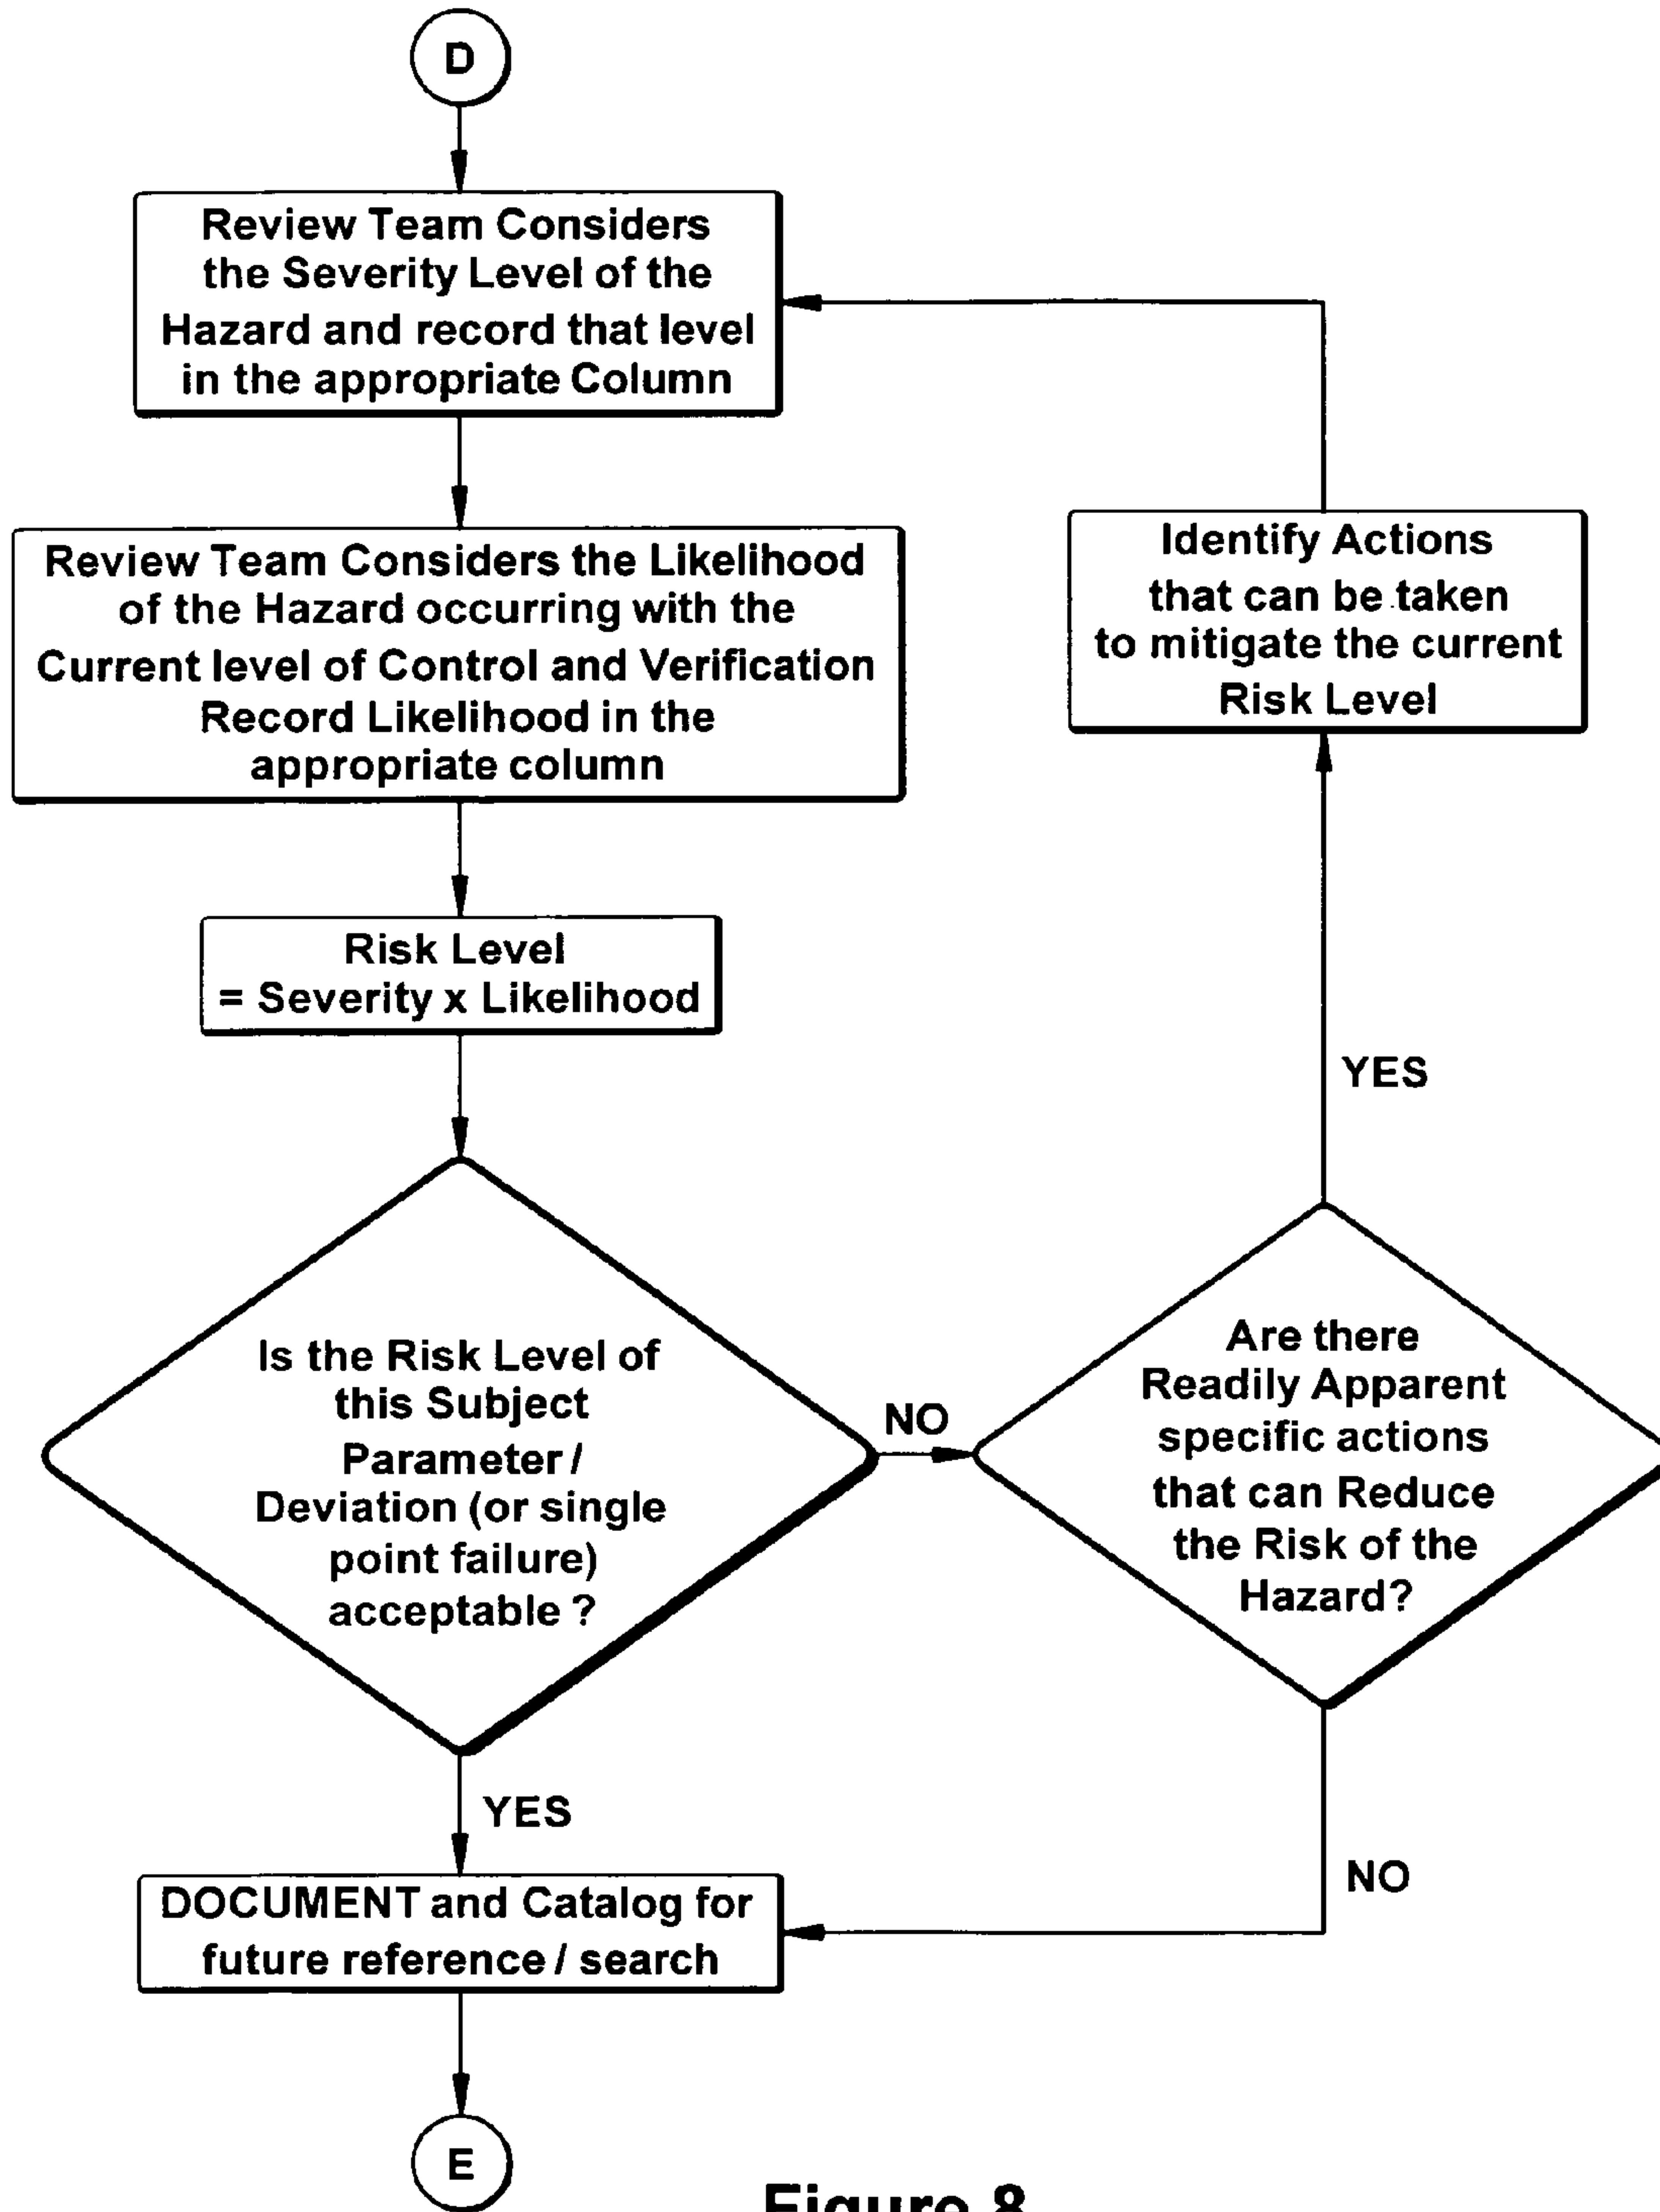 D
Review Team Considers
the Severity Level of the
Hazard and record that level
in the appropriate Column
Review Team Considers the Likelihood
of the Hazard occurring with the
Current level of Control and Verification
Record Likelihood in the
appropriate column
Identify Actions
that can be taken
to mitigate the current
Risk Level
Risk Level
= Severity x Likelihood
YES
Is the Risk Level of
this Subject
Parameter /
Deviation (or single
point failure)
acceptable ?
NO
Are there
Readily Apparent
specific actions
that can Reduce
the Risk of the
Hazard?
YES
NO
DOCUMENT and Catalog for
future reference / search
E
Figure 8